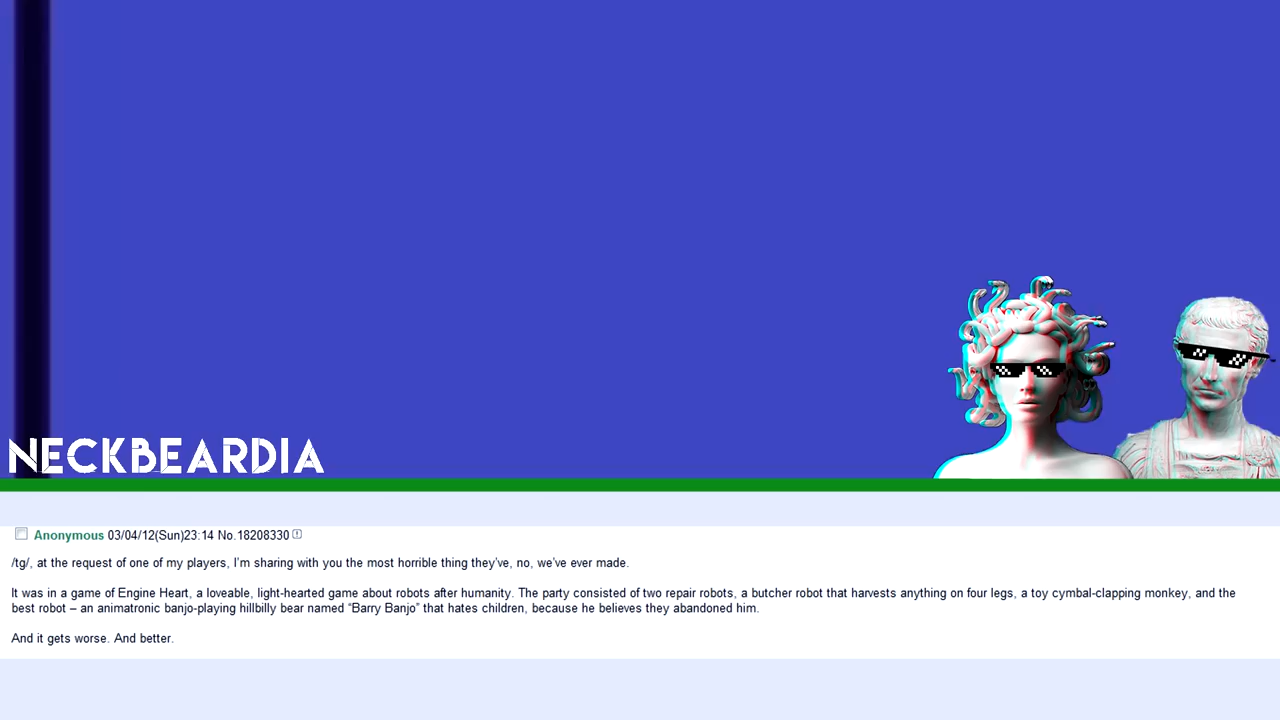 NECKBEARDIA
Anonymous 03/04/12(Sun)23:14 No.18208330
/tg/, at the request of one of my players, I’m sharing with you the most horrible thing they’ve, no, we’ve ever made.
It was in a game of Engine Heart, a loveable, light-hearted game about robots after humanity. The party consisted of two repair robots, a butcher robot that harvests anything on four legs, a toy cymbal-clapping monkey, and the
best robot – an animatronic banjo-playing hillbilly bear named “Barry Banjo” that hates children, because he believes they abandoned him.
And it gets worse. And better.